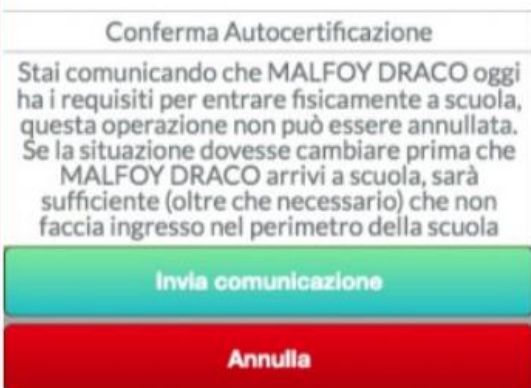 Conferma Autocertificazione
Stai comunicando che MALFOY DRACO oggi
ha i requisiti per entrare fisicamente a scuola,
questa operazione non può essere annullata.
Se la situazione dovesse cambiare prima che
MALFOY DRACO arrivi a scuola, sarà
sufficiente (oltre che necessario) che non
faccia ingresso nel perimetro della scuola
Invia comunicazione
Annulla